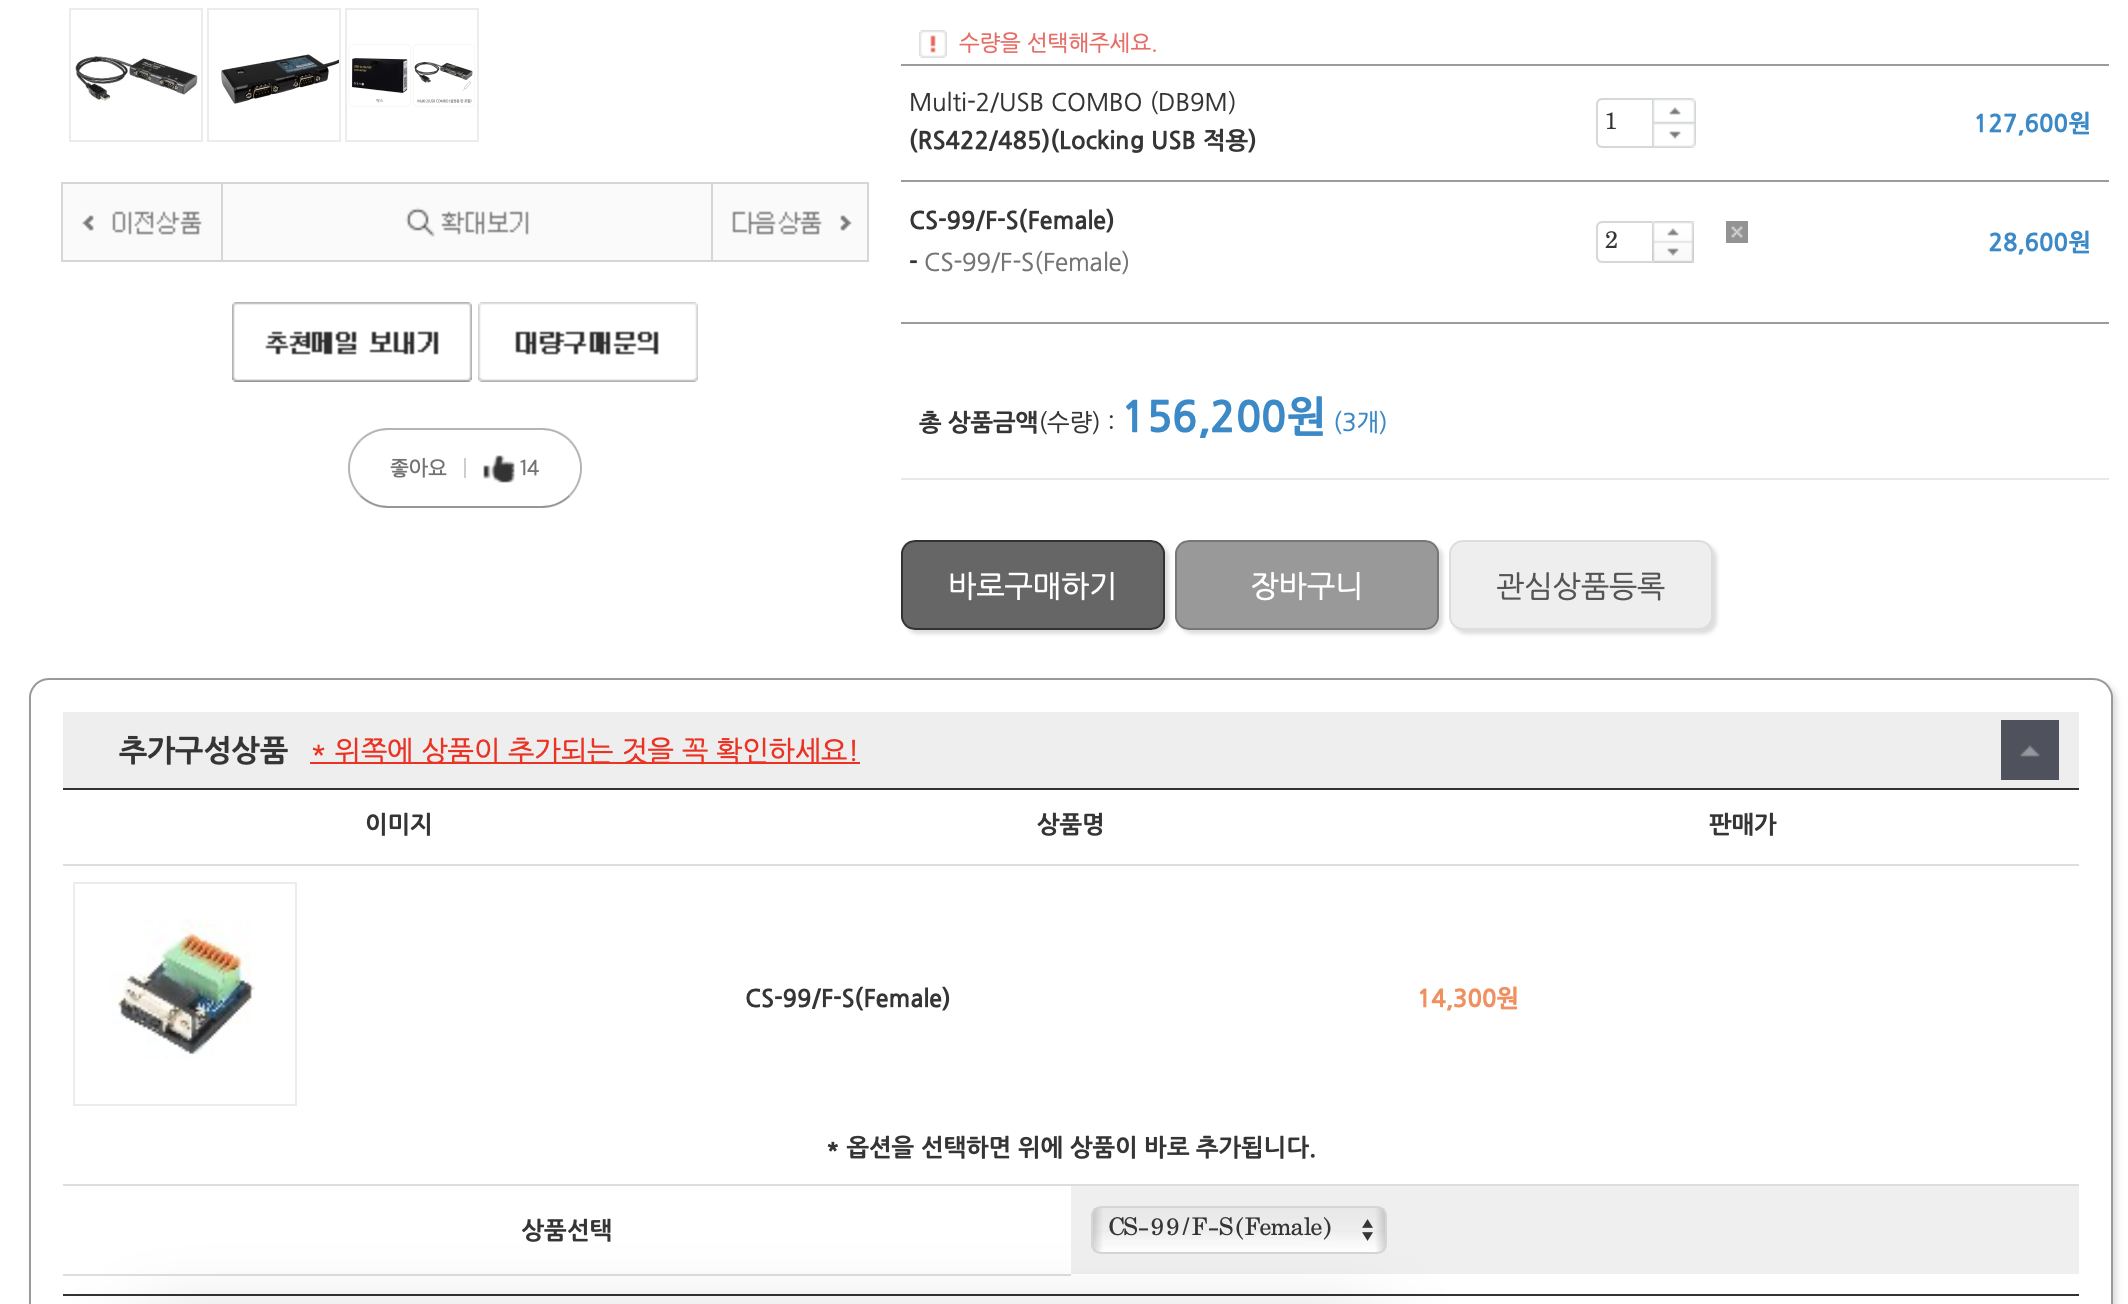 수량을 선택해주세요.
Multi-2/USB COMBO (DB9M)
(RS422/485)(Locking USB 적용)
1
127,600원
CS-99/F-S(Female)
- CS-99/F-S(Female)
2
28,600원
이전상품
확대보기
다음상품
추천메일 보내기
대량구매문의
좋아요 | 14
총 상품금액(수량) : 156,200원 (3개)
바로구매하기
장바구니
관심상품등록
추가구성상품 * 위쪽에 상품이 추가되는 것을 꼭 확인하세요!
이미지
상품명
판매가
CS-99/F-S(Female)
14,300원
* 옵션을 선택하면 위에 상품이 바로 추가됩니다.
상품선택
CS-99/F-S(Female)